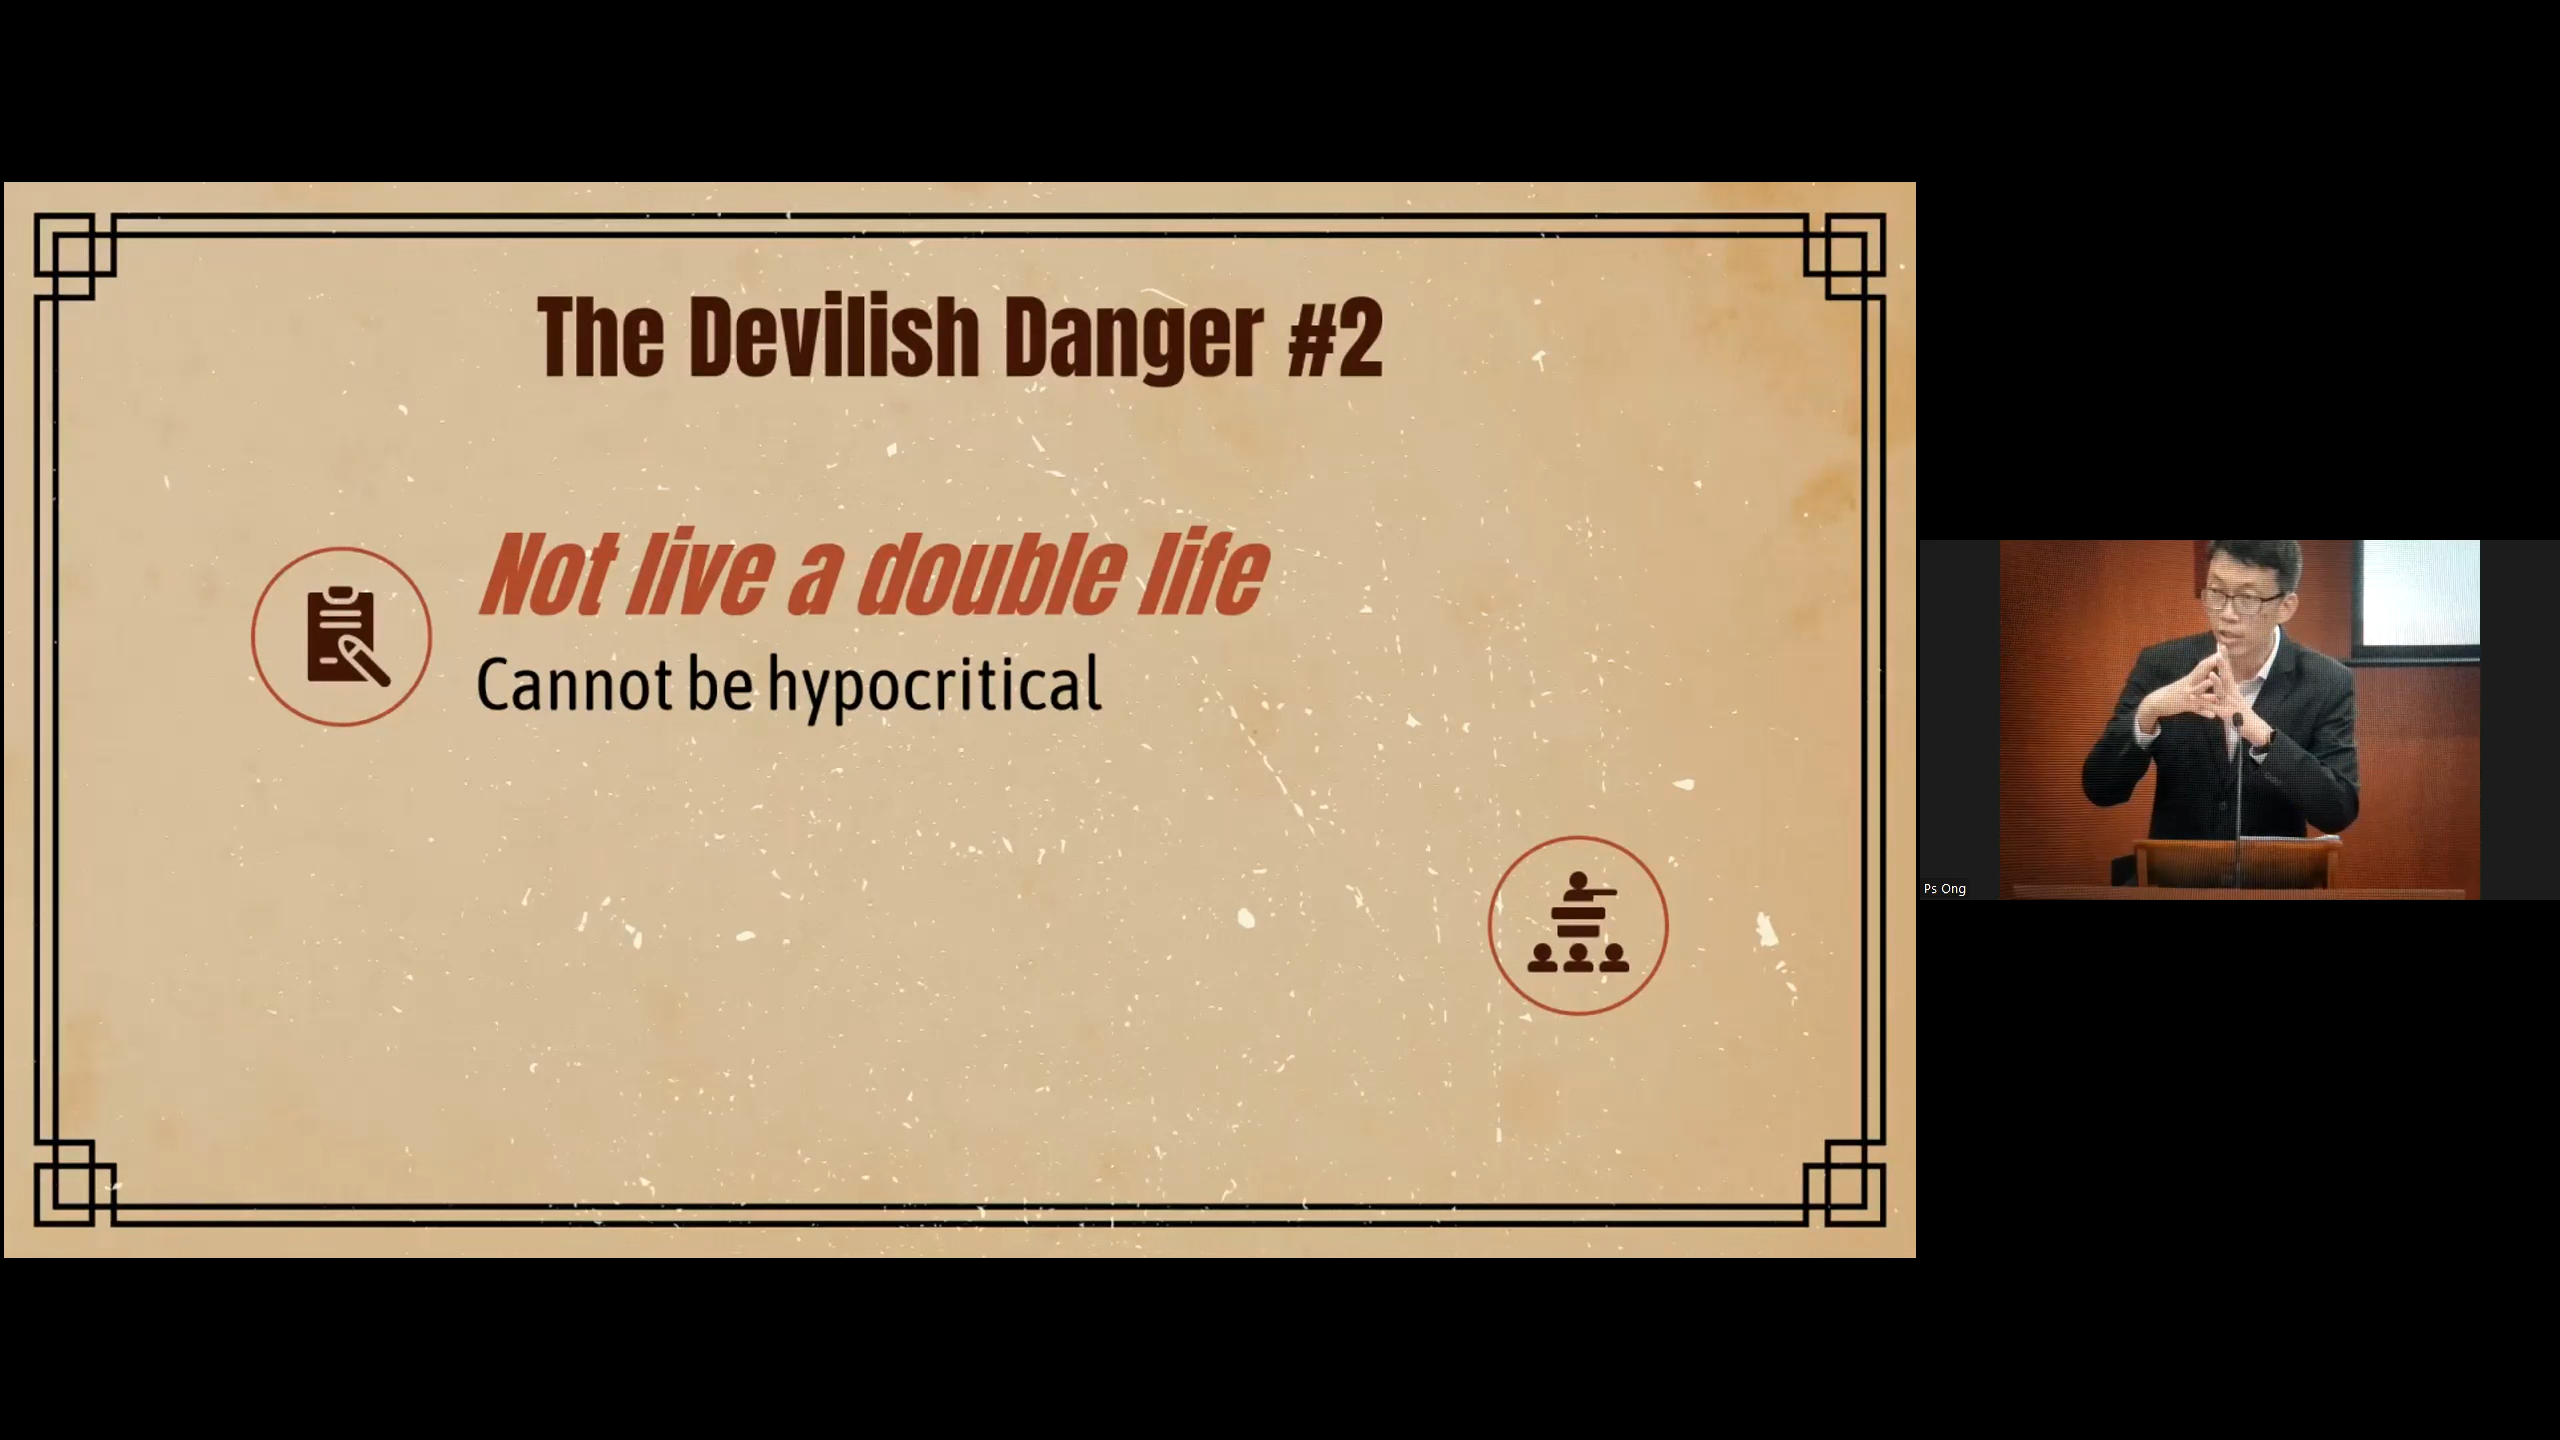 The Devilish Danger #2
Not live a double life
Cannot be hypocritical
Ps Ong